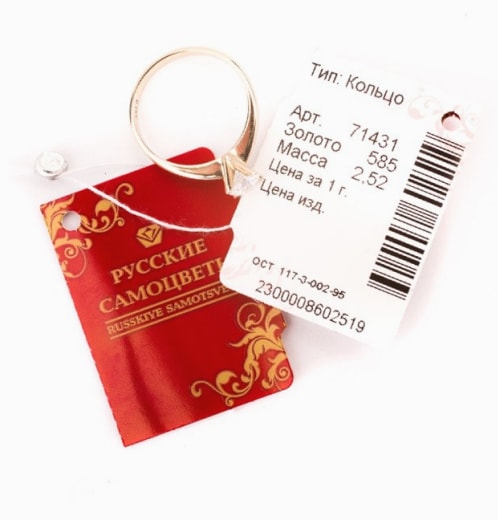 Тип: Кольцо
Арт. 71431
Золото 585
Масса 2.52
Цена за 1 г.
Цена изд.
ОСТ 117-3-002-95
2300008602519
РУССКИЕ
САМОЦВЕТЫ
RUSSKIYE